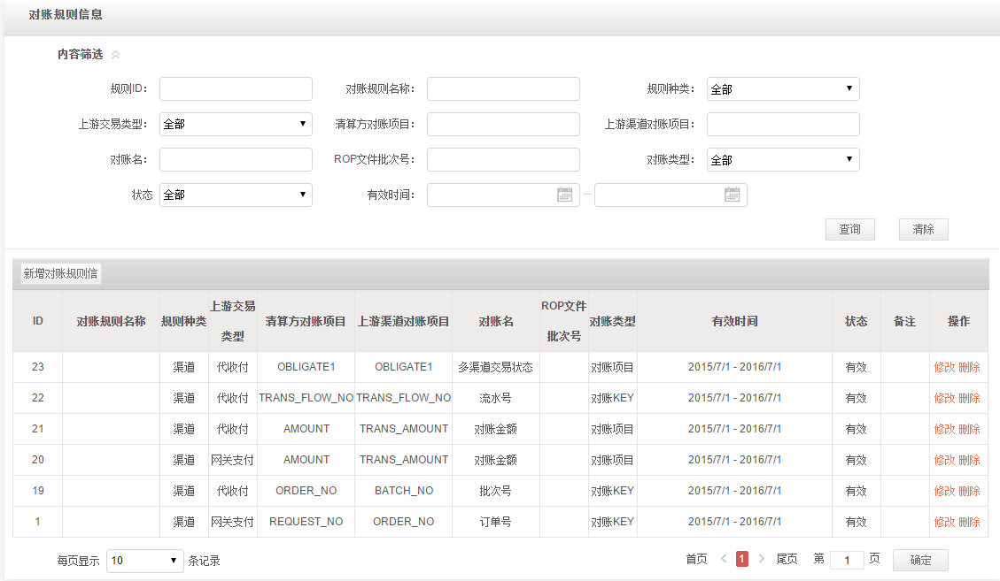 对账规则信息
内容筛选
规则ID： 对账规则名称： 规则种类： 全部
上游交易类型： 全部 清算方对账项目： 上游渠道对账项目：
对账名： ROP文件批次号： 对账类型： 全部
状态 全部 有效时间： —
查询 清除
新增对账规则信
ID 对账规则名称 规则种类 上游交易类型 清算方对账项目 上游渠道对账项目 对账名 ROP文件批次号 对账类型 有效时间 状态 备注 操作
23 渠道 代收付 OBLIGATE1 OBLIGATE1 多渠道交易状态 对账项目 2015/7/1 - 2016/7/1 有效 修改 删除
22 渠道 代收付 TRANS_FLOW_NO TRANS_FLOW_NO 流水号 对账KEY 2015/7/1 - 2016/7/1 有效 修改 删除
21 渠道 代收付 AMOUNT TRANS_AMOUNT 对账金额 对账项目 2015/7/1 - 2016/7/1 有效 修改 删除
20 渠道 网关支付 AMOUNT TRANS_AMOUNT 对账金额 对账项目 2015/7/1 - 2016/7/1 有效 修改 删除
19 渠道 代收付 ORDER_NO BATCH_NO 批次号 对账KEY 2015/7/1 - 2016/7/1 有效 修改 删除
1 渠道 网关支付 REQUEST_NO ORDER_NO 订单号 对账KEY 2015/7/1 - 2016/7/1 有效 修改 删除
每页显示 10 条记录 首页 < 1 > 尾页 第 1 页 确定